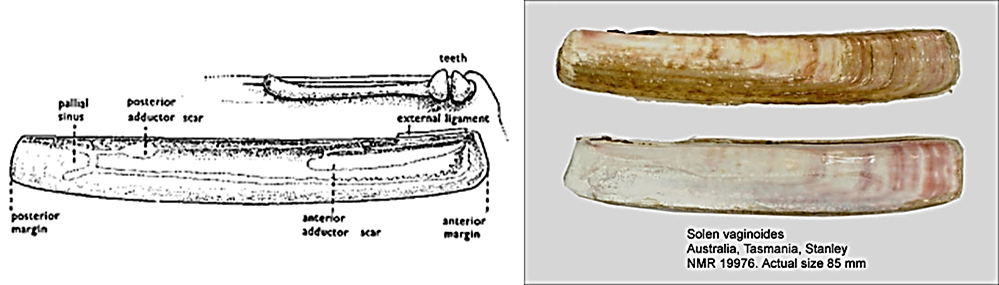 teeth
pallial
sinus
posterior
adductor scar
external ligament
posterior
margin
anterior
adductor scar
anterior
margin
Solen vaginoides
Australia, Tasmania, Stanley
NMR 19976. Actual size 85 mm